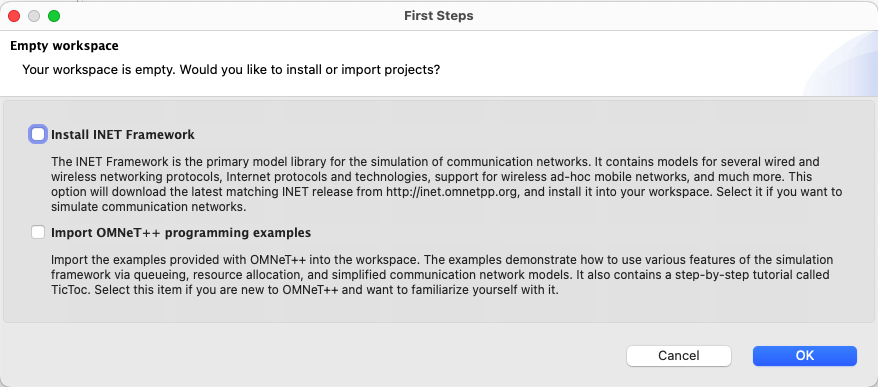 First Steps
Empty workspace
Your workspace is empty. Would you like to install or import projects?
Install INET Framework
The INET Framework is the primary model library for the simulation of communication networks. It contains models for several wired and
wireless networking protocols, Internet protocols and technologies, support for wireless ad-hoc mobile networks, and much more. This
option will download the latest matching INET release from http://inet.omnetpp.org, and install it into your workspace. Select it if you want to
simulate communication networks.
Import OMNeT++ programming examples
Import the examples provided with OMNeT++ into the workspace. The examples demonstrate how to use various features of the simulation
framework via queueing, resource allocation, and simplified communication network models. It also contains a step-by-step tutorial called
TicToc. Select this item if you are new to OMNeT++ and want to familiarize yourself with it.
Cancel
OK